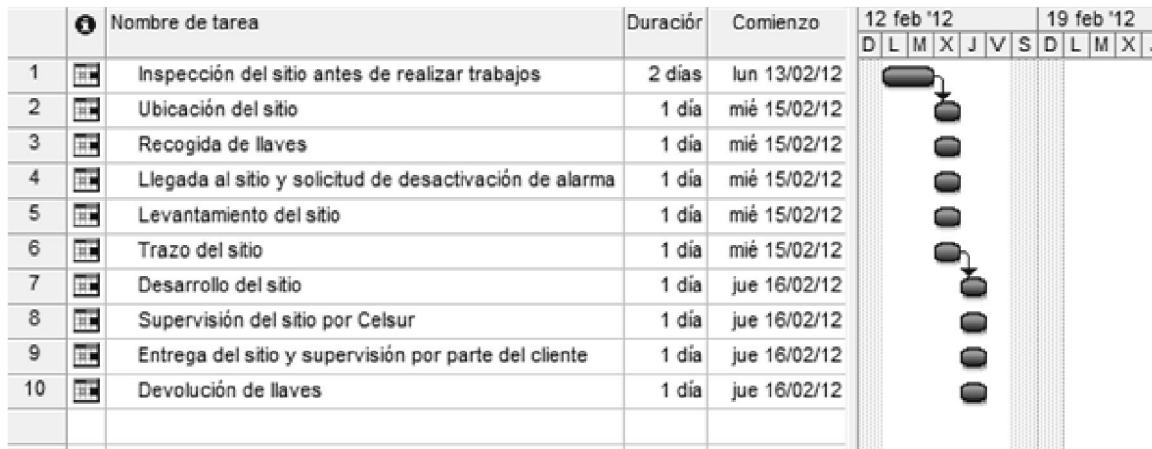 Nombre de tarea Duración Comienzo 12 feb '12 19 feb '12
D L M X J V S D L M X J
1 Inspección del sitio antes de realizar trabajos 2 días lun 13/02/12
2 Ubicación del sitio 1 día mié 15/02/12
3 Recogida de llaves 1 día mié 15/02/12
4 Llegada al sitio y solicitud de desactivación de alarma 1 día mié 15/02/12
5 Levantamiento del sitio 1 día mié 15/02/12
6 Trazo del sitio 1 día mié 15/02/12
7 Desarrollo del sitio 1 día jue 16/02/12
8 Supervisión del sitio por Celsur 1 día jue 16/02/12
9 Entrega del sitio y supervisión por parte del cliente 1 día jue 16/02/12
10 Devolución de llaves 1 día jue 16/02/12